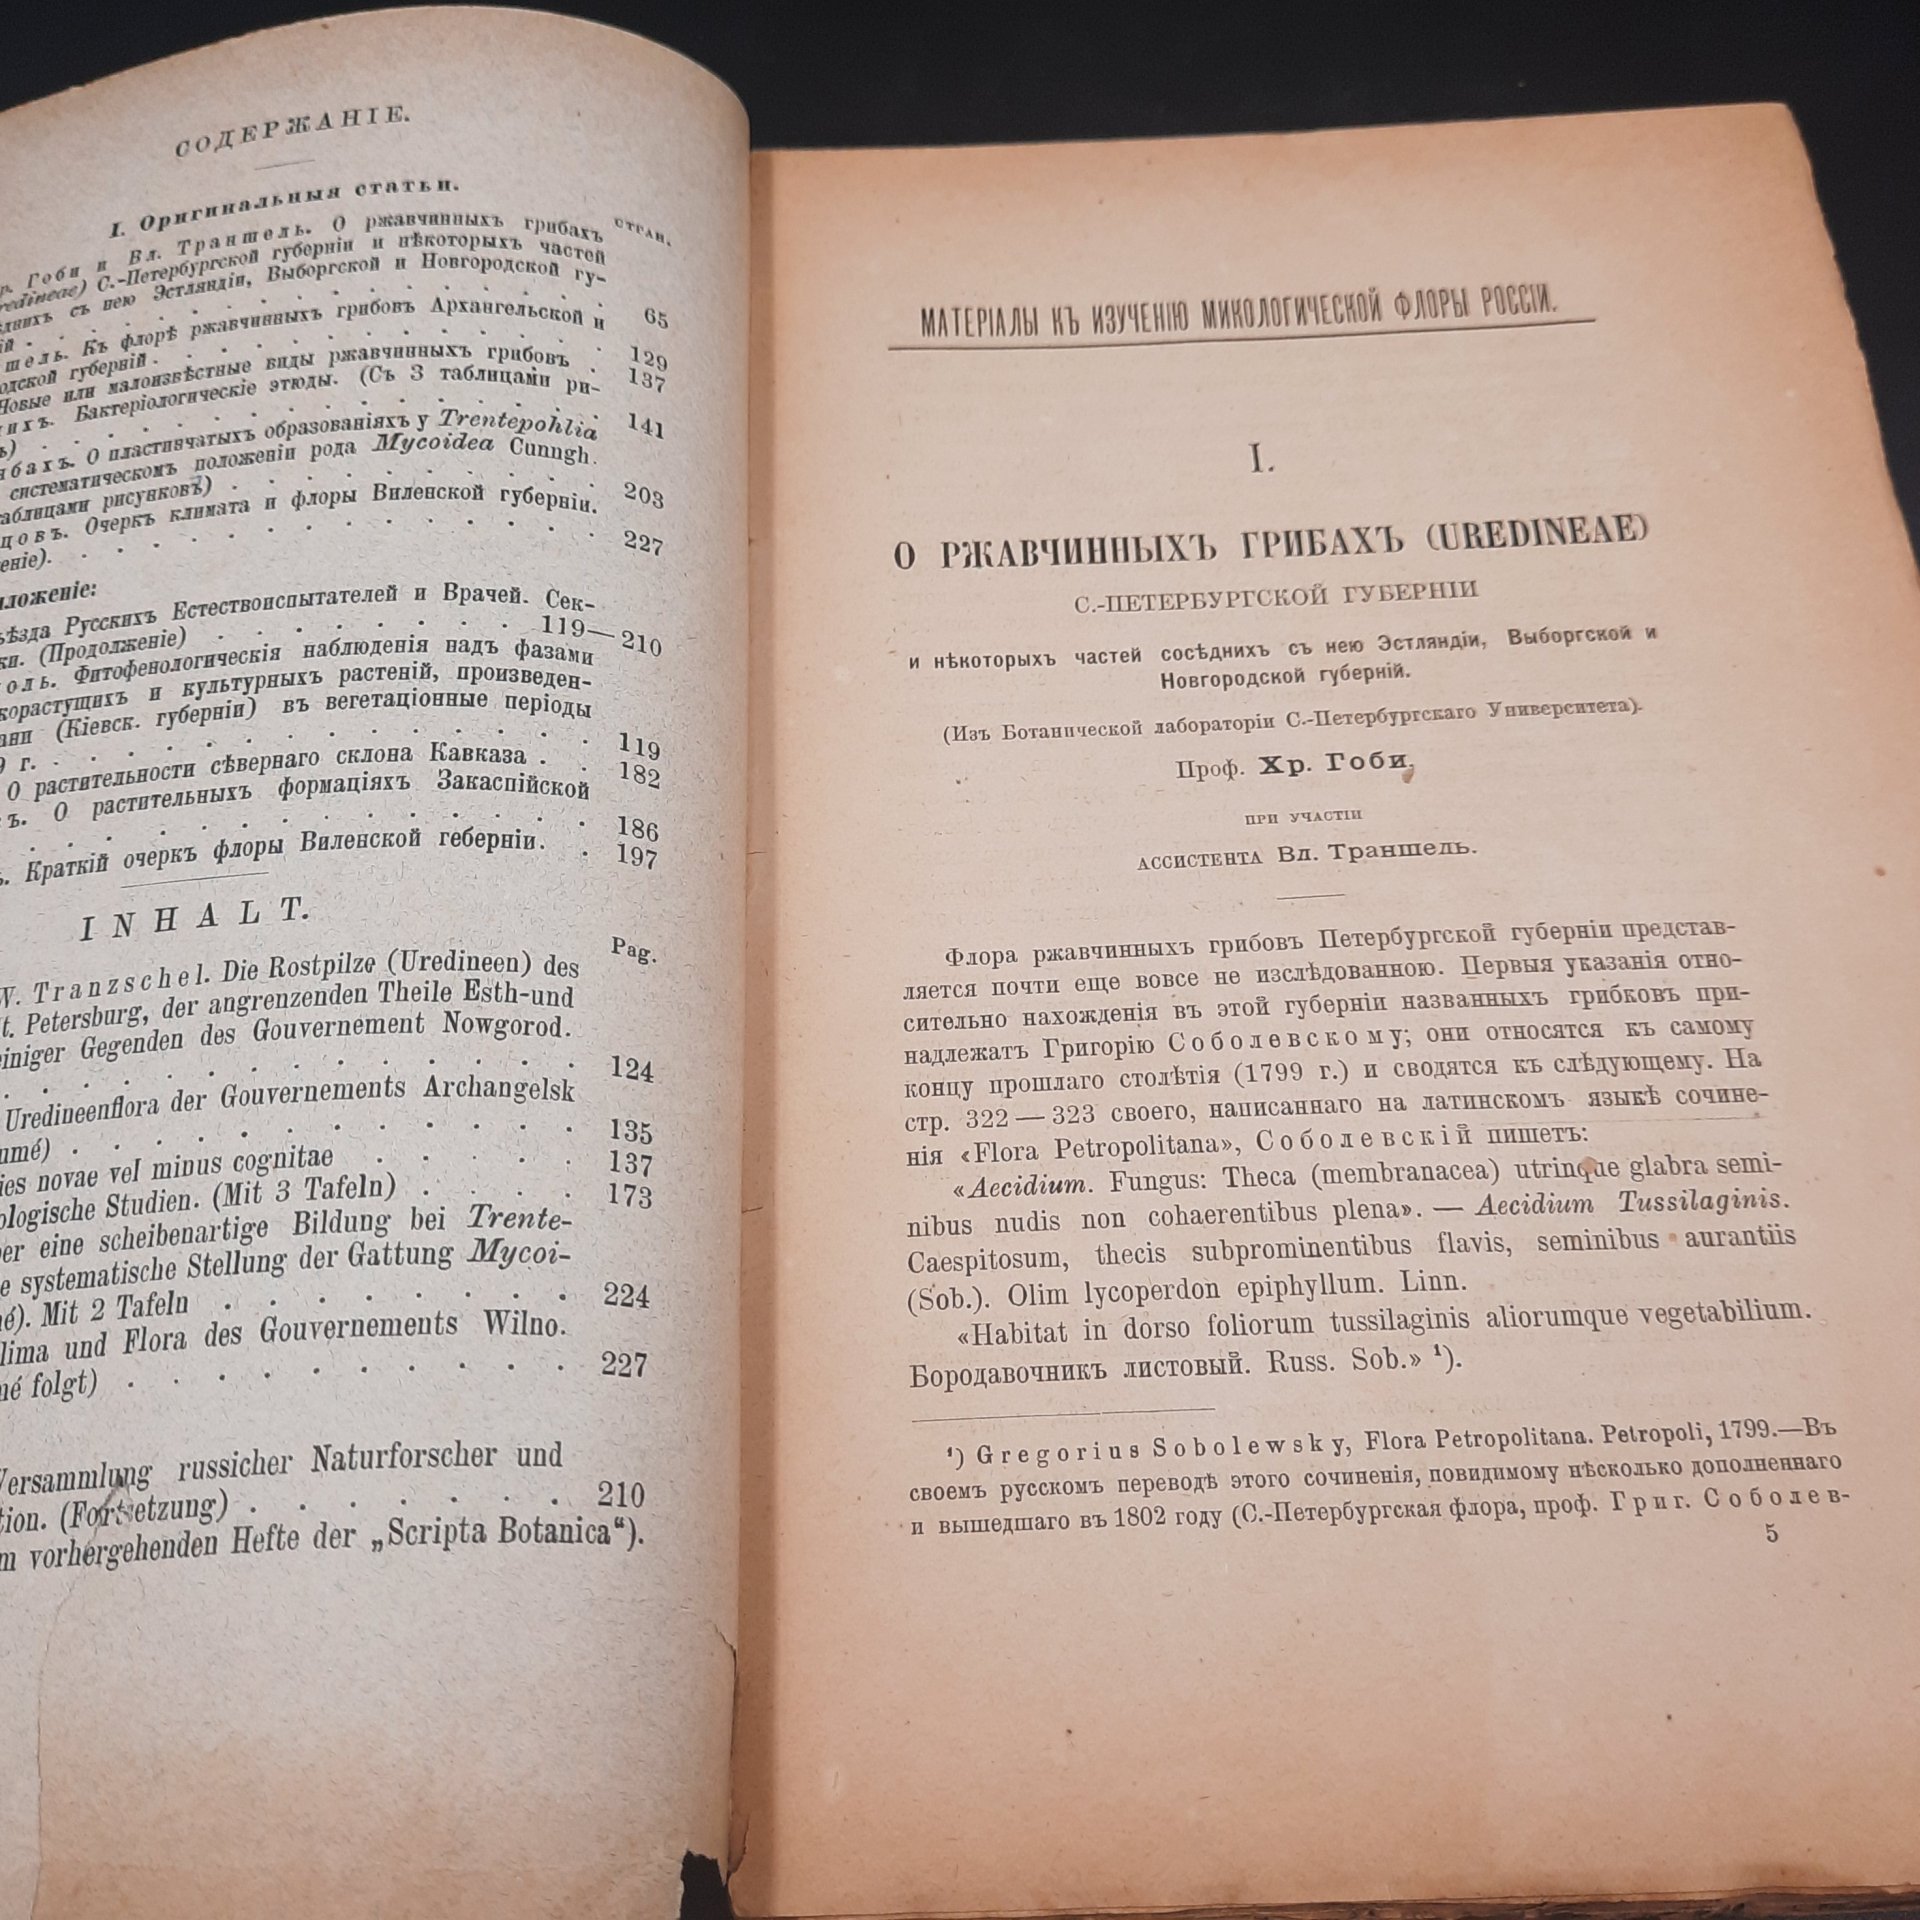 СОДЕРЖАНІЕ.
I. Оригинальныя статьи.
СТРАН.
Гоби и Вл. Траншель. О ржавчинныхъ грибахъ
С.-Петербургской губерніи и нѣкоторыхъ частей
съ нею Эстляндіи, Выборгской и Новгородской гу-
65
Къ флорѣ ржавчинныхъ грибовъ Архангельской и
губерній . 129
Новые или малоизвѣстные виды ржавчинныхъ грибовъ . 137
Бактеріологическіе этюды. (Съ 3 таблицами ри-
141
О пластинчатыхъ образованіяхъ у Trentepohlia
систематическомъ положеніи рода Mycoidea Cunngh.
таблицами рисунковъ) . 203
Очеркъ климата и флоры Виленской губерніи.
227
Русскихъ Естествоиспытателей и Врачей. Сек-
(Продолженіе) . 119—210
Фитофенологическія наблюденія надъ фазами
и культурныхъ растеній, произведен-
(Кіевск. губерніи) въ вегетаціонные періоды
г. . 119
О растительности сѣвернаго склона Кавказа . 182
О растительныхъ формаціяхъ Закаспійской
186
Краткій очеркъ флоры Виленской геберніи. . 197
INHALT.
Pag.
W. Tranzschel. Die Rostpilze (Uredineen) des
Petersburg, der angrenzenden Theile Esth-und
einiger Gegenden des Gouvernement Nowgorod.
124
Uredineenflora der Gouvernements Archangelsk
135
novae vel minus cognitae . 137
Studien. (Mit 3 Tafeln) . 173
eine scheibenartige Bildung bei Trente-
systematische Stellung der Gattung Mycoi-
Mit 2 Tafeln . 224
und Flora des Gouvernements Wilno.
folgt) . 227
Versammlung russicher Naturforscher und
(Fortsetzung) . 210
vorhergehenden Hefte der „Scripta Botanica“).
МАТЕРІАЛЫ КЪ ИЗУЧЕНІЮ МИКОЛОГИЧЕСКОЙ ФЛОРЫ РОССІИ.
I.
О РЖАВЧИННЫХЪ ГРИБАХЪ (UREDINEAE)
С.-ПЕТЕРБУРГСКОЙ ГУБЕРНІИ
и нѣкоторыхъ частей сосѣднихъ съ нею Эстляндіи, Выборгской и
Новгородской губерній.
(Изъ Ботанической лабораторіи С.-Петербургскаго Университета).
Проф. Хр. Гоби,
ПРИ УЧАСТІИ
АССИСТЕНТА Вл. Траншель.
Флора ржавчинныхъ грибовъ Петербургской губерніи представ-
ляется почти еще вовсе не изслѣдованною. Первыя указанія отно-
сительно нахожденія въ этой губерніи названныхъ грибковъ при-
надлежатъ Григорію Соболевскому; они относятся къ самому
концу прошлаго столѣтія (1799 г.) и сводятся къ слѣдующему. На
стр. 322 — 323 своего, написаннаго на латинскомъ языкѣ сочине-
нія «Flora Petropolitana», Соболевскій пишетъ:
«Aecidium. Fungus: Theca (membranacea) utrinque glabra semi-
nibus nudis non cohaerentibus plena». — Aecidium Tussilaginis.
Caespitosum, thecis subprominentibus flavis, seminibus aurantiis
(Sob.). Olim lycoperdon epiphyllum. Linn.
«Habitat in dorso foliorum tussilaginis aliorumque vegetabilium.
Бородавочникъ листовый. Russ. Sob.» ¹).
¹) Gregorius Sobolewsky, Flora Petropolitana. Petropoli, 1799.—Въ
своемъ русскомъ переводѣ этого сочиненія, повидимому нѣсколько дополненнаго
и вышедшаго въ 1802 году (С.-Петербургская флора, проф. Григ. Соболев-
5